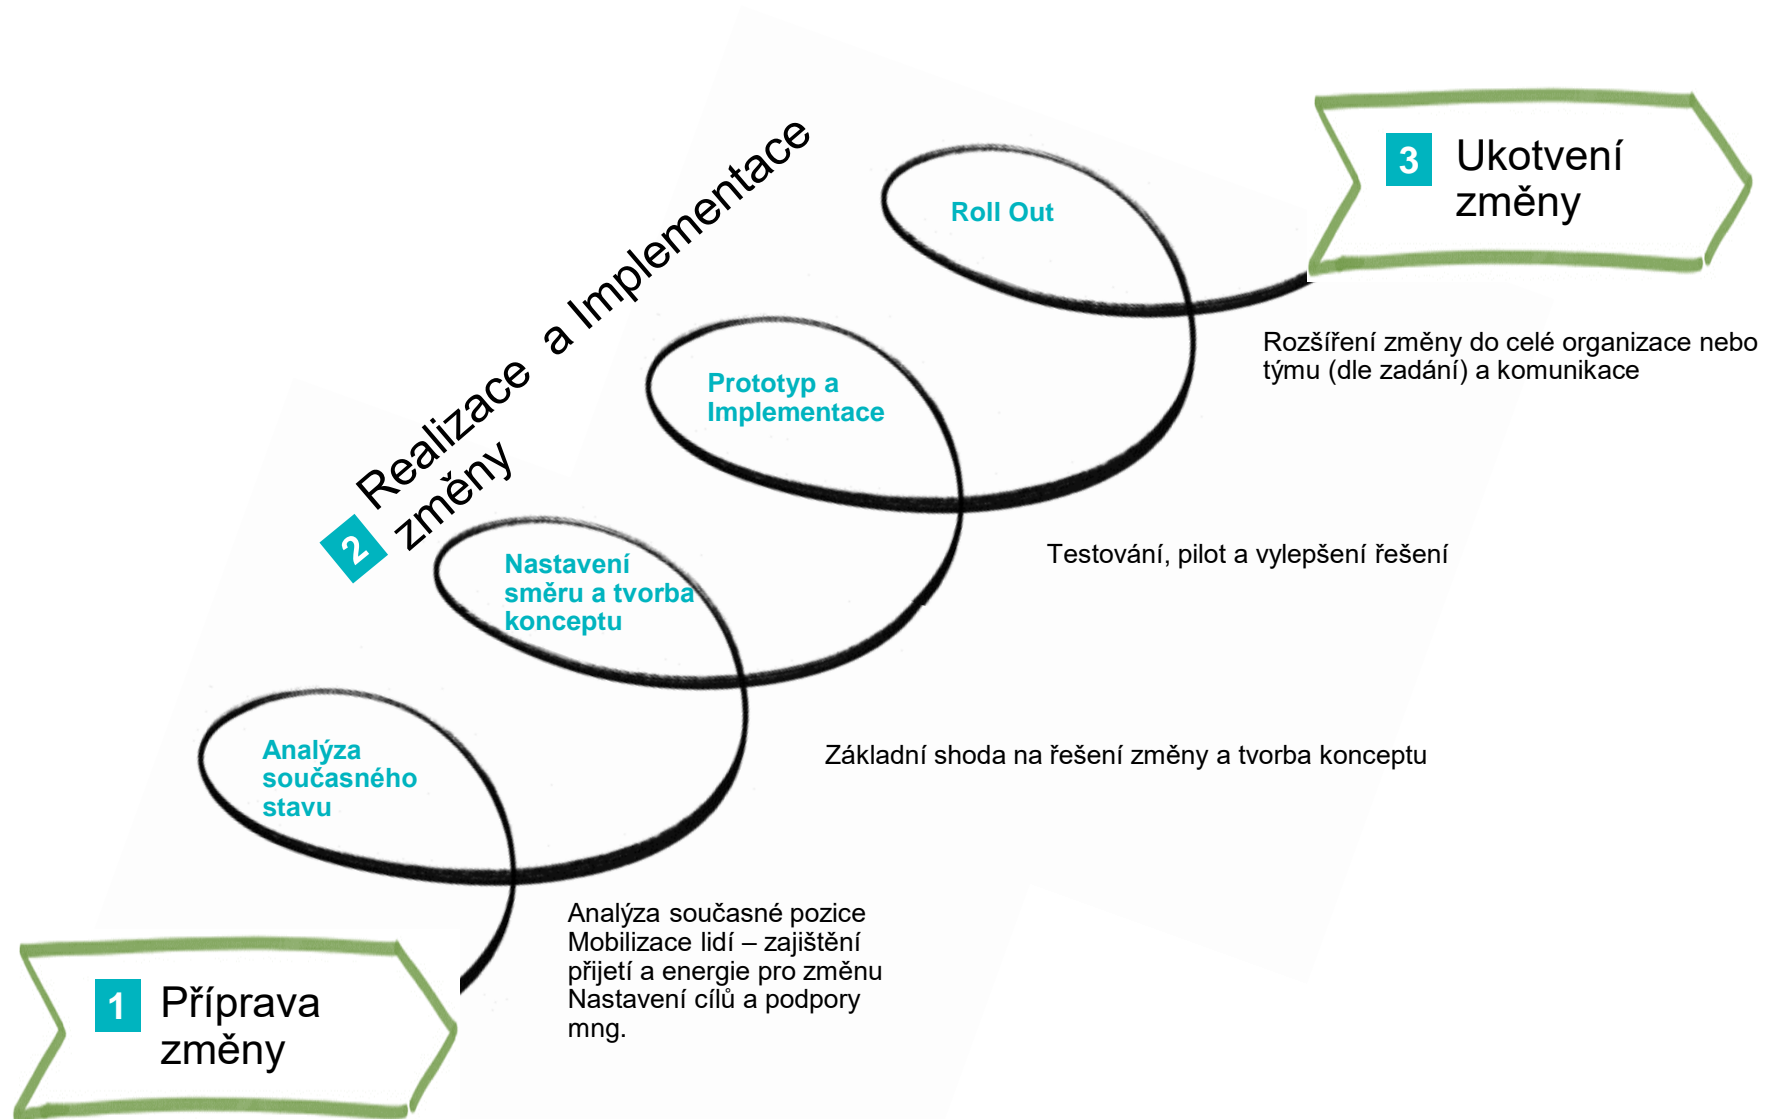 3 Ukotvení
změny
2 Realizace a Implementace
změny
Roll Out
Rozšíření změny do celé organizace nebo
týmu (dle zadání) a komunikace
Prototyp a
Implementace
Testování, pilot a vylepšení řešení
Nastavení
směru a tvorba
konceptu
Základní shoda na řešení změny a tvorba konceptu
Analýza
současného
stavu
Analýza současné pozice
Mobilizace lidí – zajištění
přijetí a energie pro změnu
Nastavení cílů a podpory
mng.
1 Příprava
změny